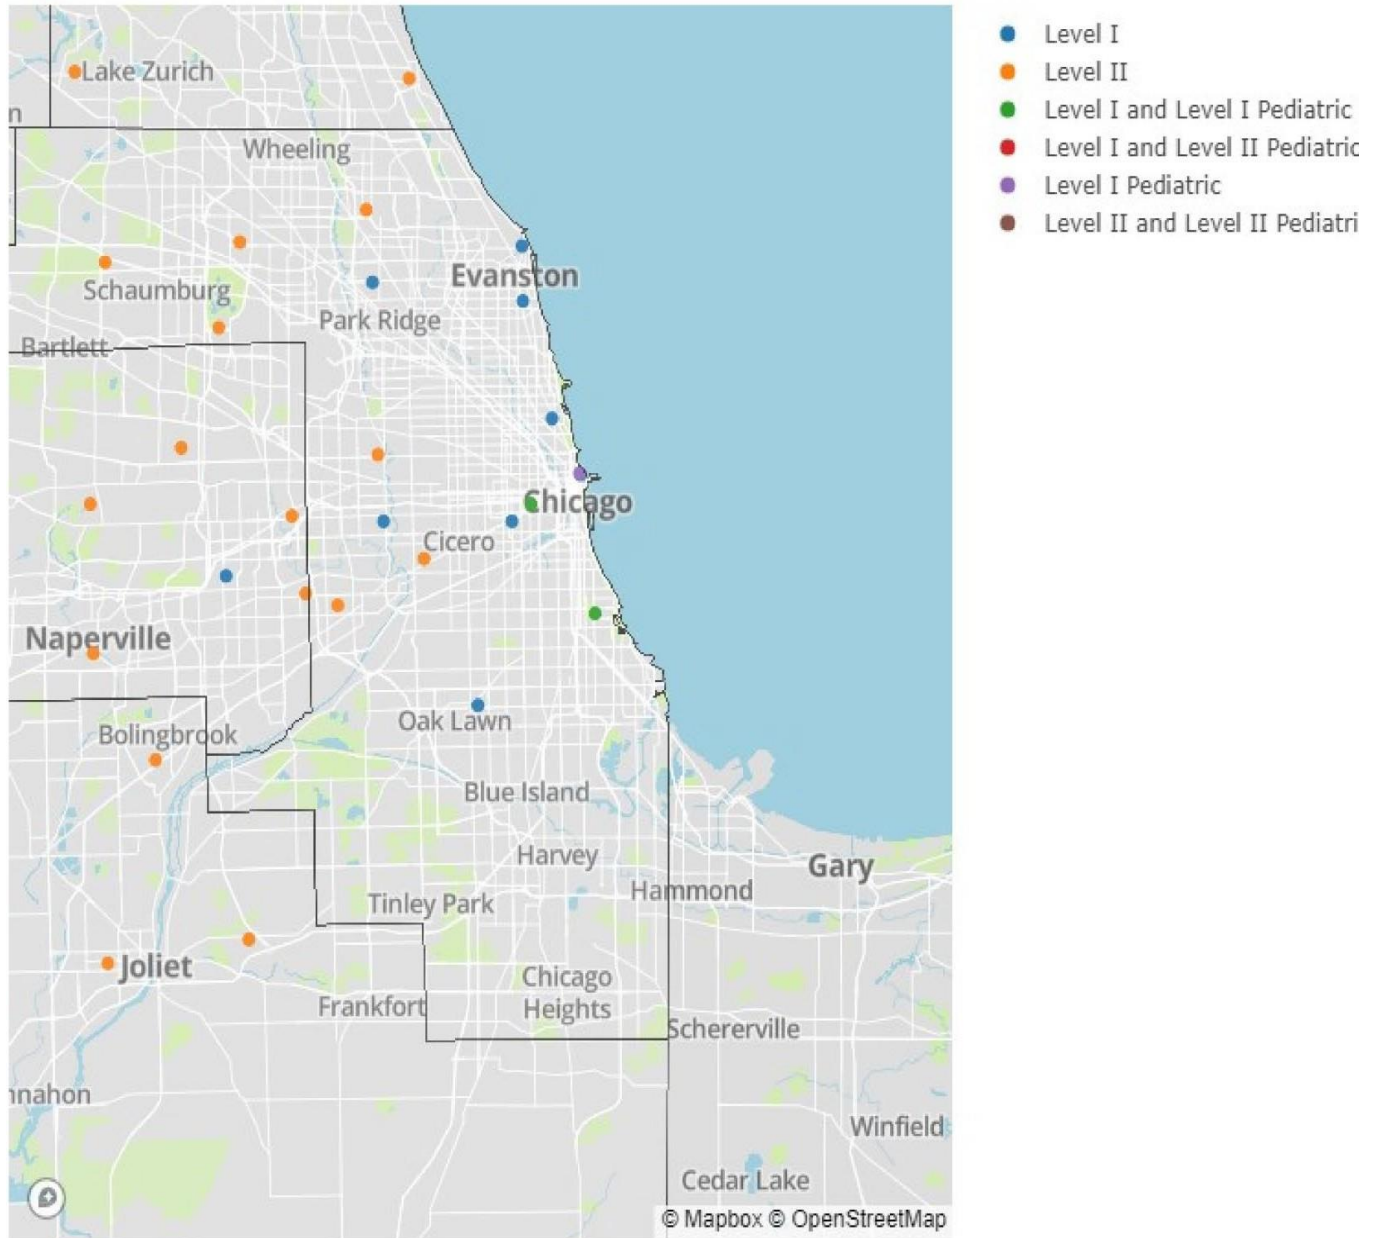 Level I
Level II
Level I and Level I Pediatric
Level I and Level II Pediatric
Level I Pediatric
Level II and Level II Pediatri
Lake Zurich
n
Wheeling
Evanston
Schaumburg
Park Ridge
Bartlett
Chicago
Cicero
Naperville
Oak Lawn
Bolingbrook
Blue Island
Harvey
Gary
Hammond
Tinley Park
Joliet
Chicago
Heights
Frankfort
Schererville
nnahon
Winfield
Cedar Lake
© Mapbox © OpenStreetMap